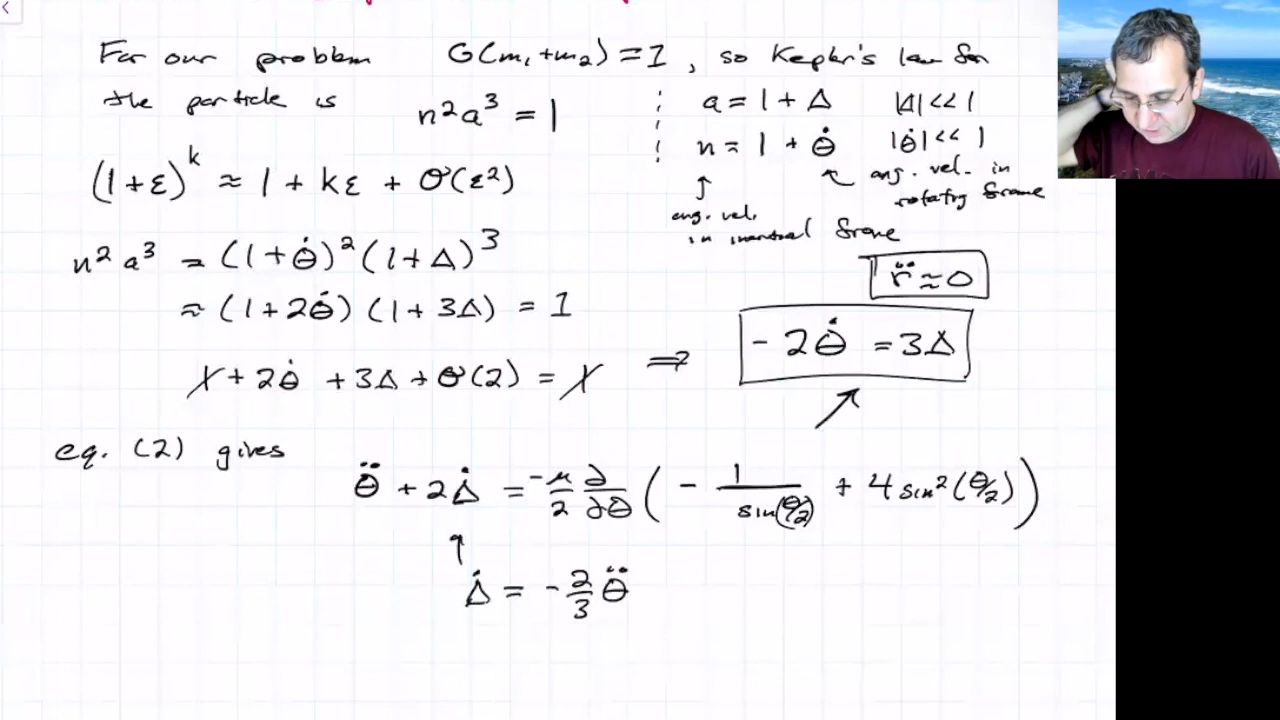 For our problem G(m₁+m₂) = 1, so Kepler's law for
the particle is n²a³ = 1
a = 1 + Δ |Δ| << 1
n = 1 + θ̇ |θ̇| << 1
ang. vel. in inertial frame
ang. vel. in rotating frame
(1+ε)ᵏ ≈ 1 + kε + O(ε²)
n² a³ = (1+θ̇)² (1+Δ)³
≈ (1+2θ̇) (1+3Δ) = 1
1 + 2θ̇ + 3Δ + O(2) = 1 ⇒ -2θ̇ = 3Δ
r̈ ≈ 0
eq. (2) gives
θ̈ + 2Δ̇ = -μ/2 ∂/∂θ ( - 1/sin(θ/2) + 4 sin²(θ/2) )
↑
Δ̇ = - 2/3 θ̈